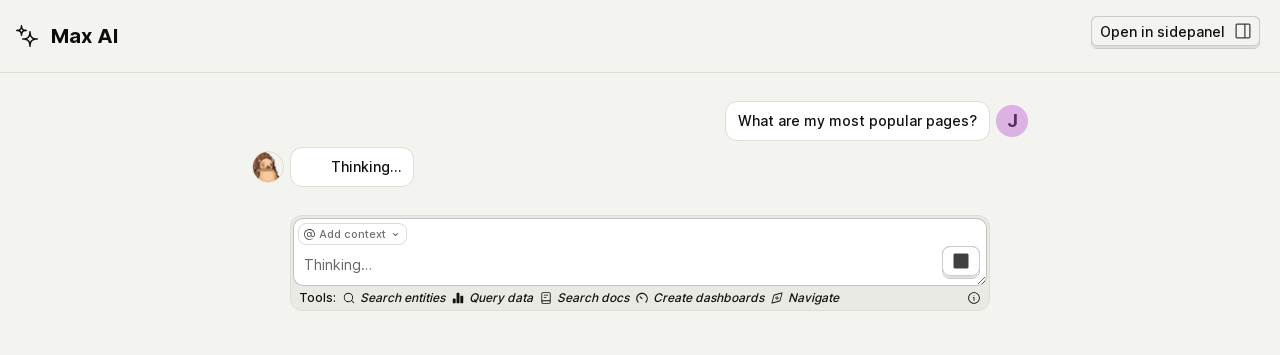 Max AI
Open in sidepanel
What are my most popular pages?
J
Thinking...
@ Add context
Thinking...
Tools: Search entities Query data Search docs Create dashboards Navigate